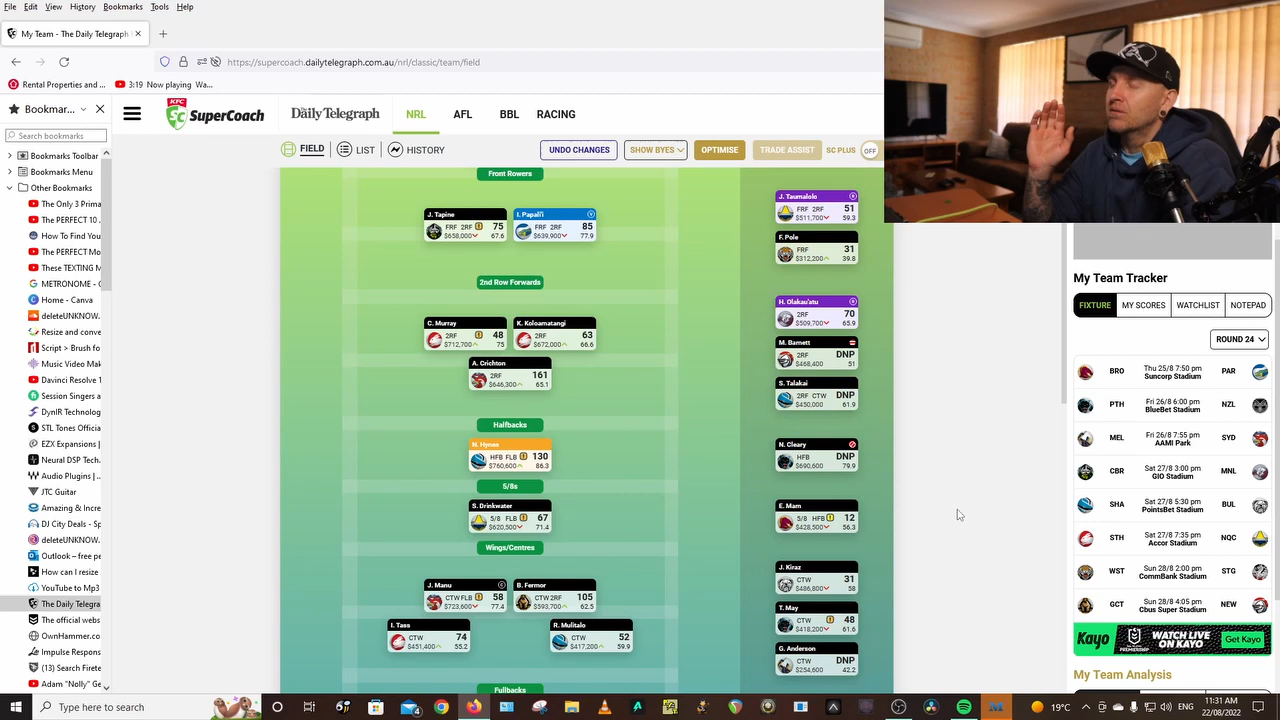 File Edit View History Bookmarks Tools Help
My Team - The Daily Telegraph
https://supercoach.dailytelegraph.com.au/nrl/classic/team/field
Rental Properties and ... 3:19 Now playing Wa...
Bookmar...
Search bookmarks
Bookmarks Toolbar
Bookmarks Menu
Other Bookmarks
The Only 3 Prima
The PERFECT 10
How To Find You
The PERFECT Mo
These TEXTING M
METRONOME - G
Home - Canva
deleteUNKNOWN
Resize and conve
Script > Brush fo
Music Video Mak
Davinci Resolve 1
Session Singers a
DynIR Technolog
STL Tones Officia
EZX Expansions |
Neural DSP Tech.
Audio Plugins |
JTC Guitar
Amazing & Incre
DJ City Deals - Sp
deleteUNKNOWN
Outlook – free pe
How can I resize
YouTube to Mp3
The Daily Telegra
The official webs
OwnHammer.co
Impulse Respons
(13) Search Firete
Adam "Nolly" Ge
KFC SC SuperCoach The Daily Telegraph NRL AFL BBL RACING
FIELD LIST HISTORY UNDO CHANGES SHOW BYES OPTIMISE TRADE ASSIST SC PLUS OFF
Front Rowers
J. Tapine
FRF 2RF 75
$658,000 67.6
I. Papali'i
FRF 2RF 85
$639,900 77.9
J. Taumalolo
FRF 2RF 51
$511,700 59.3
F. Pole
FRF 31
$312,200 39.8
2nd Row Forwards
C. Murray
2RF 48
$712,700 75
K. Koloamatangi
2RF 63
$672,000 66.6
A. Crichton
2RF 161
$646,300 65.1
H. Olakau'atu
2RF 70
$509,700 65.9
M. Barnett
2RF DNP
$468,400 51
S. Talakai
2RF CTW DNP
$450,000 61.9
Halfbacks
N. Hynes
HFB FLB 130
$760,600 86.3
N. Cleary
HFB DNP
$690,600 79.9
5/8s
S. Drinkwater
5/8 FLB 67
$620,500 71.4
E. Mam
5/8 HFB 12
$428,500 56.3
Wings/Centres
J. Manu
CTW FLB 58
$723,600 77.4
B. Fermor
CTW 2RF 105
$593,700 62.5
I. Tass
CTW 74
$451,400 55.2
R. Mulitalo
CTW 52
$417,200 59.9
J. Kiraz
CTW 31
$486,800 58
T. May
CTW 48
$418,200 61.6
G. Anderson
CTW DNP
$254,600 42.2
Fullbacks
My Team Tracker
FIXTURE MY SCORES WATCHLIST NOTEPAD
ROUND 24
BRO Thu 25/8 7:50 pm PAR
Suncorp Stadium
PTH Fri 26/8 6:00 pm NZL
BlueBet Stadium
MEL Fri 26/8 7:55 pm SYD
AAMI Park
CBR Sat 27/8 3:00 pm MNL
GIO Stadium
SHA Sat 27/8 5:30 pm BUL
PointsBet Stadium
STH Sat 27/8 7:35 pm NQC
Accor Stadium
WST Sun 28/8 2:00 pm STG
CommBank Stadium
GCT Sun 28/8 4:05 pm NEW
Cbus Super Stadium
Kayo WATCH LIVE ON KAYO Get Kayo
My Team Analysis
Type here to search
19°C ENG 11:31 AM
22/08/2022